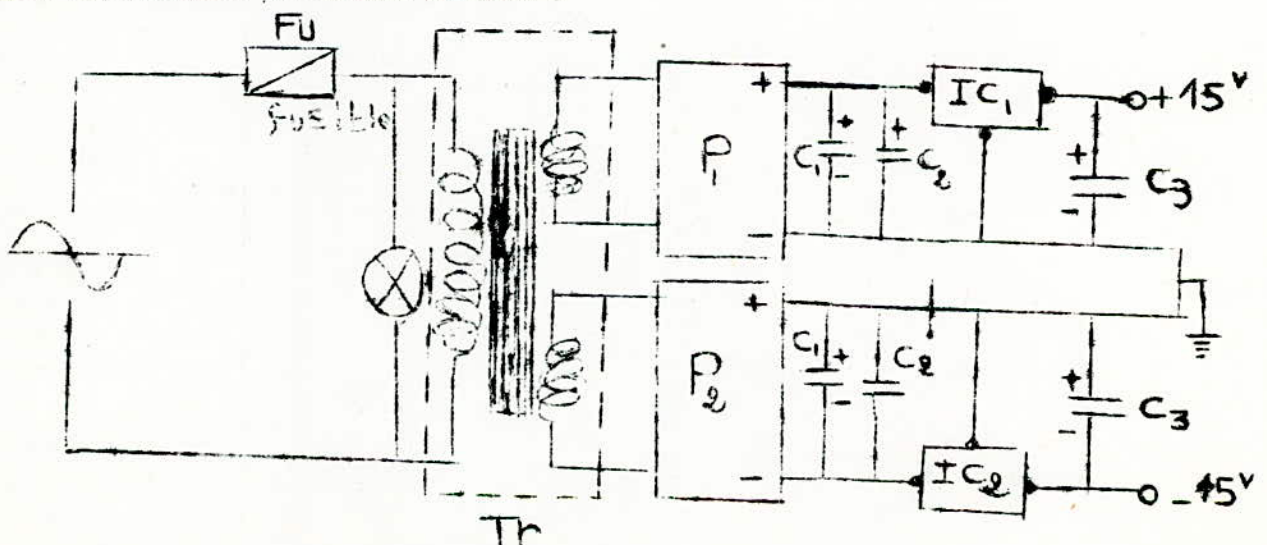 FU
fusible
+ IC₁ +15ᵛ
P₁ C₁ + - + C₂ + - C₃
-
+
P₂ C₁ + - C₂ + - C₃
- IC₂ -15ᵛ
Tr